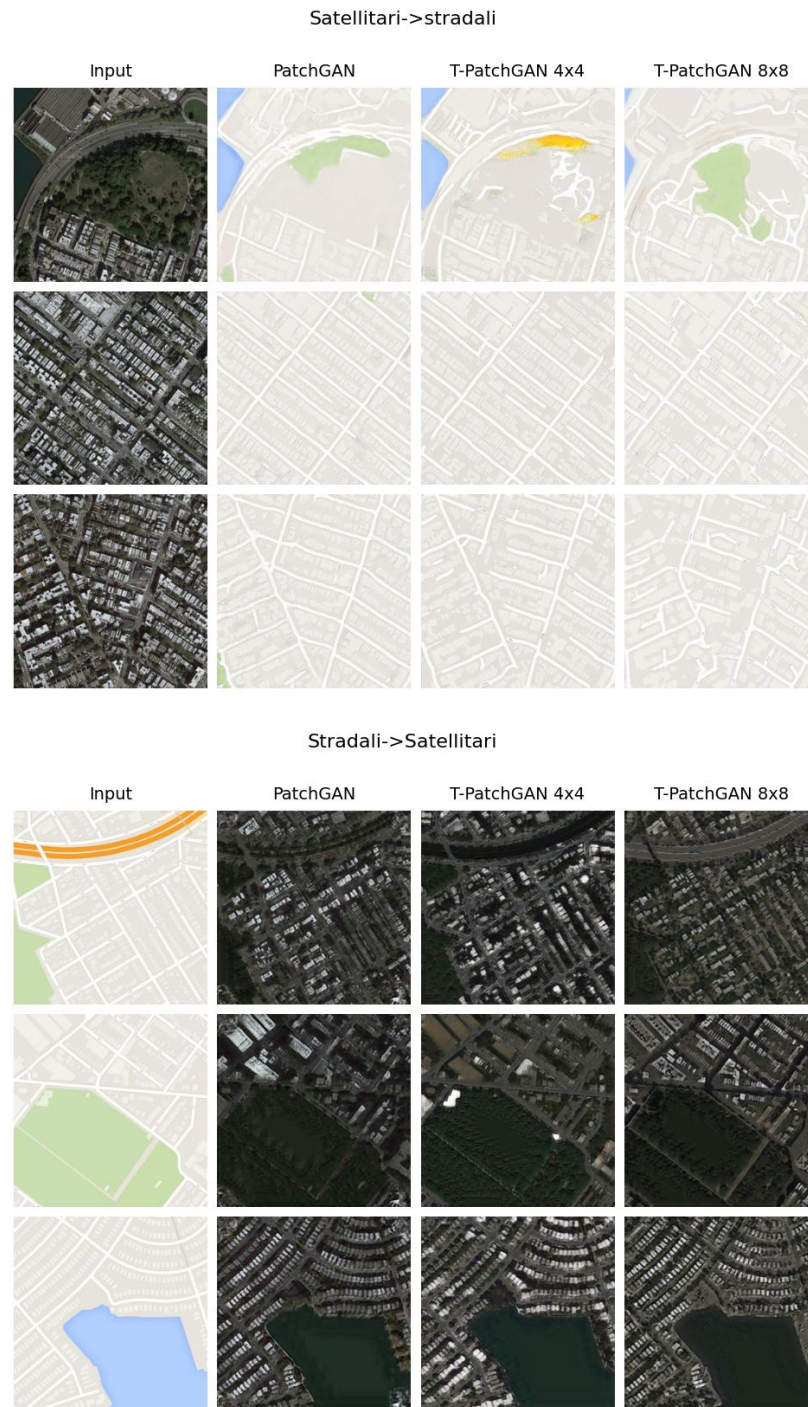 Satellitari->stradali
Input PatchGAN T-PatchGAN 4x4 T-PatchGAN 8x8
Stradali->Satellitari
Input PatchGAN T-PatchGAN 4x4 T-PatchGAN 8x8